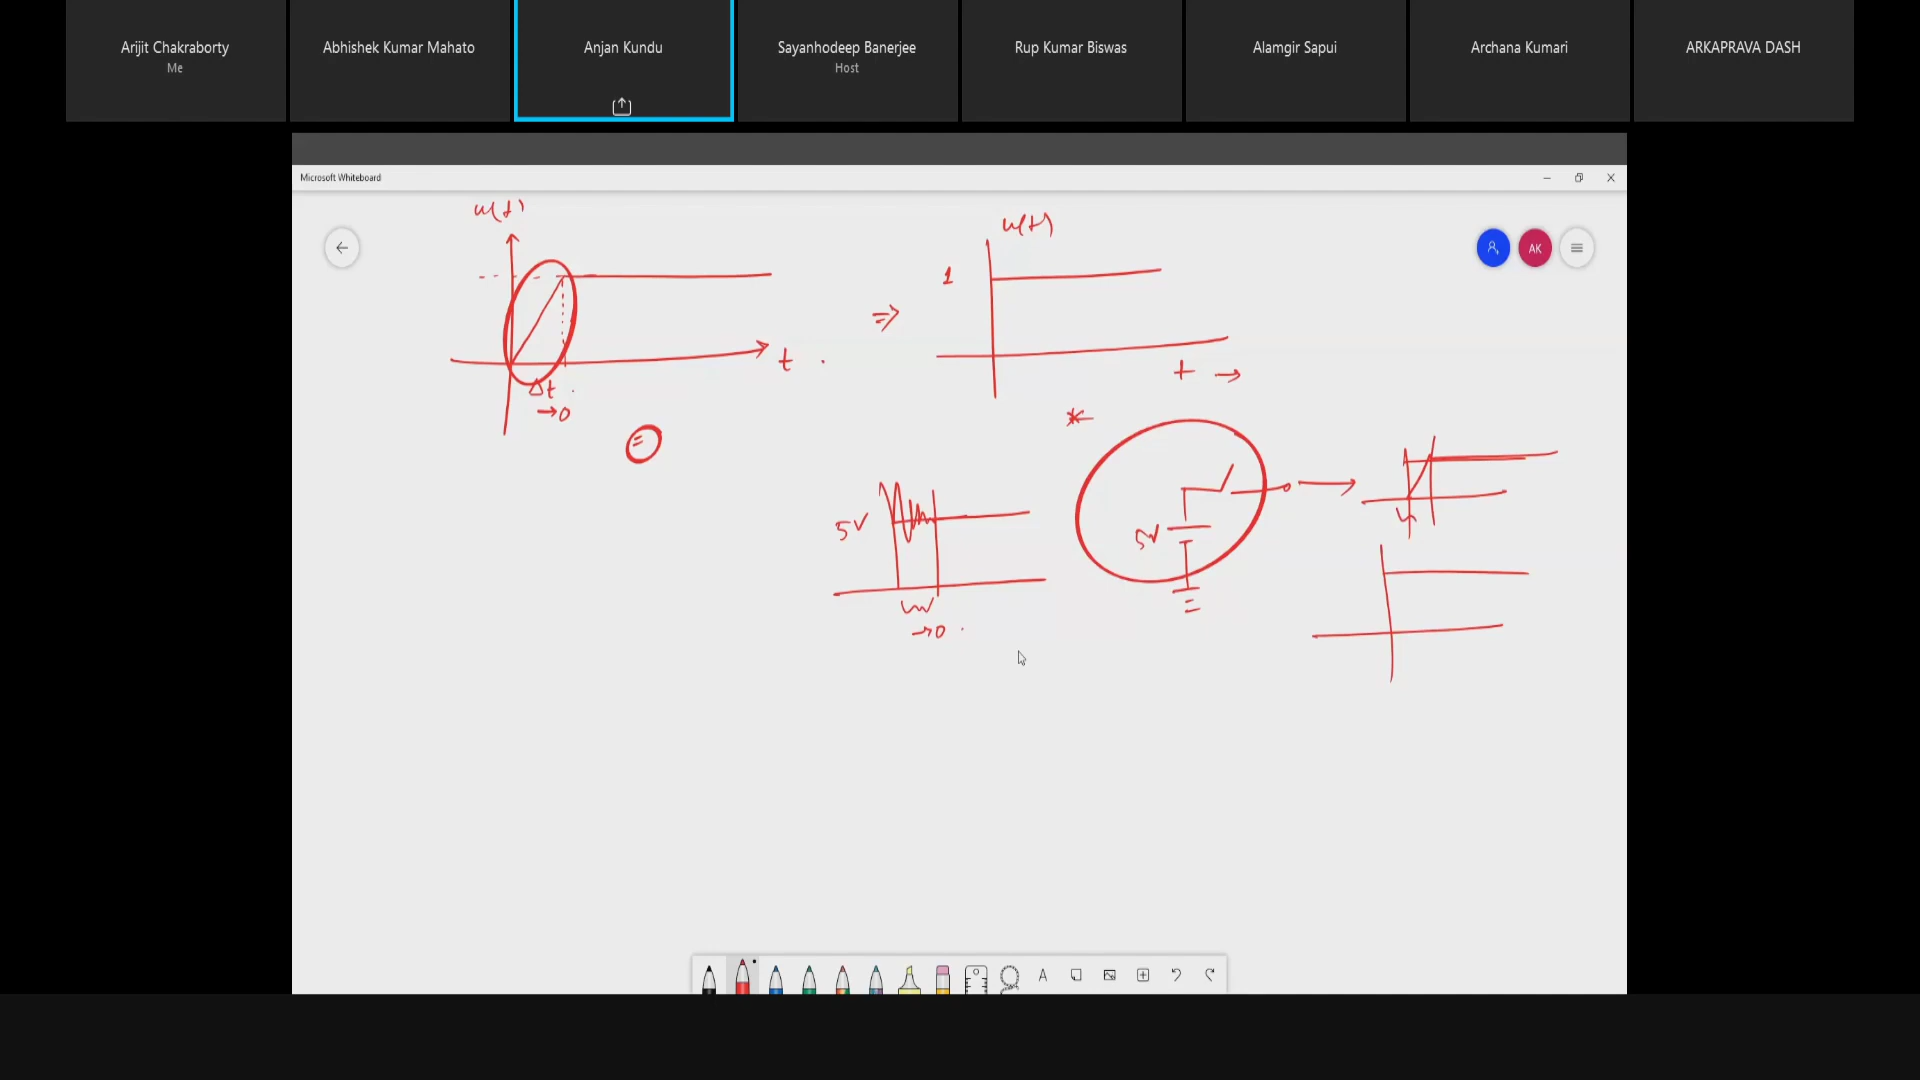 Arijit Chakraborty
Me
Abhishek Kumar Mahato
Anjan Kundu
Sayanhodeep Banerjee
Host
Rup Kumar Biswas
Alamgir Sapui
Archana Kumari
ARKAPRAVA DASH
Microsoft Whiteboard
AK
u(t)
t
Δt
→0
=
⇒
u(t)
1
t →
*
5V
→0
5V
A